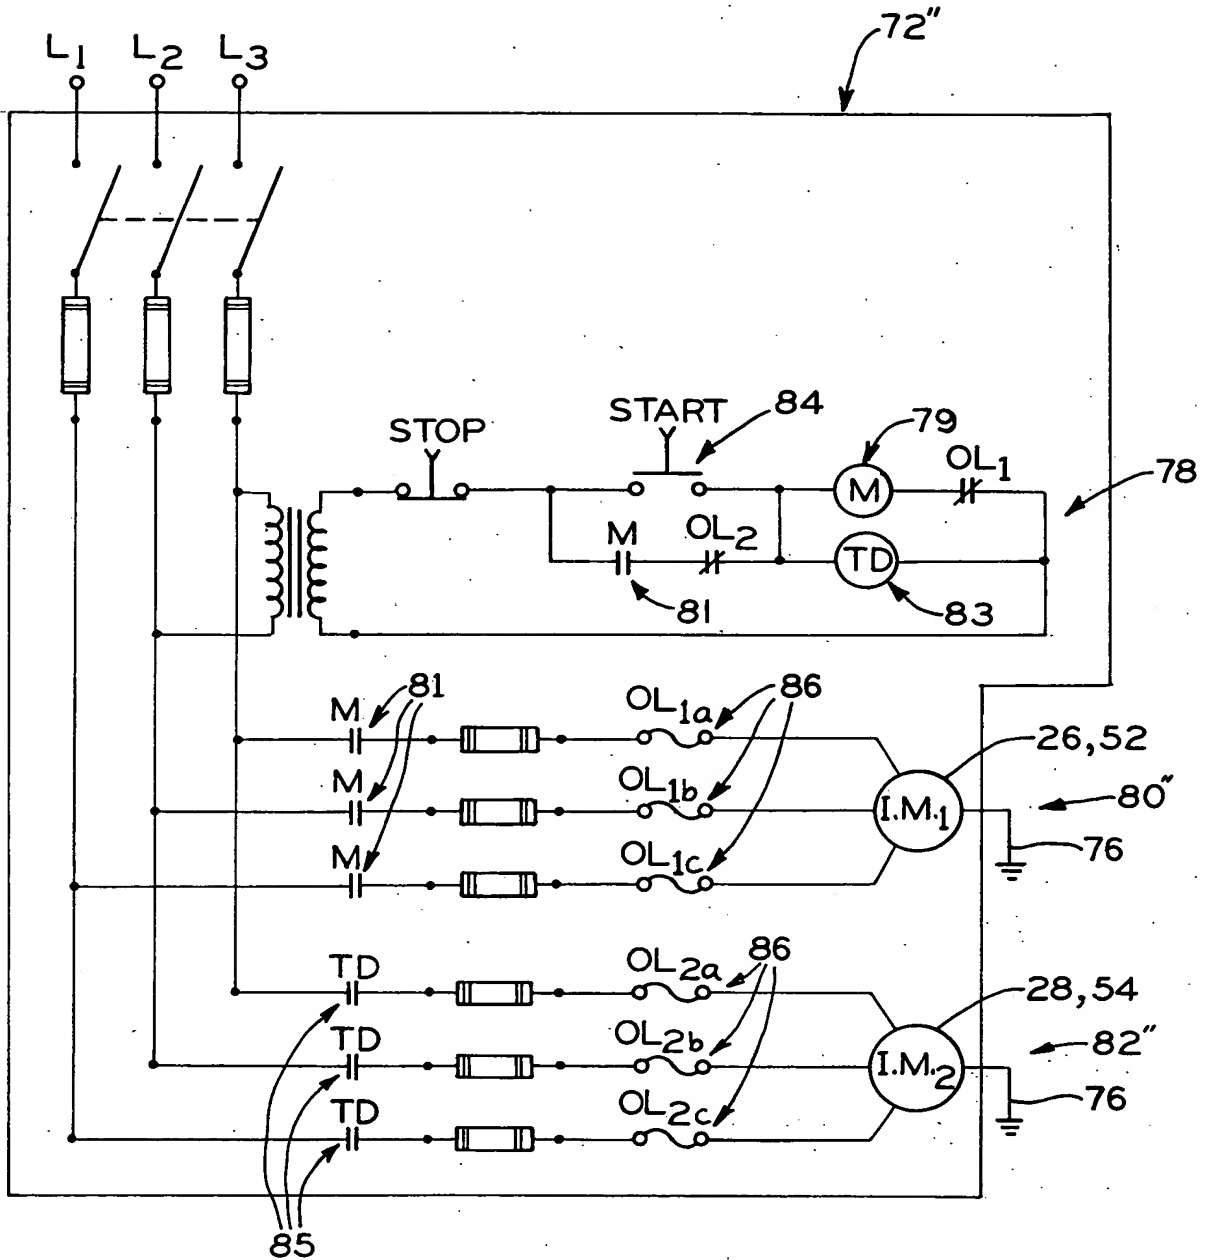 72"
L1 L2 L3
STOP
START
84
79
M
OL1
78
M
OL2
TD
81
83
81
M
OL1a
86
26,52
M
OL1b
I.M.1
80"
M
OL1c
76
TD
OL2a
86
28,54
TD
OL2b
I.M.2
82"
TD
OL2c
76
85